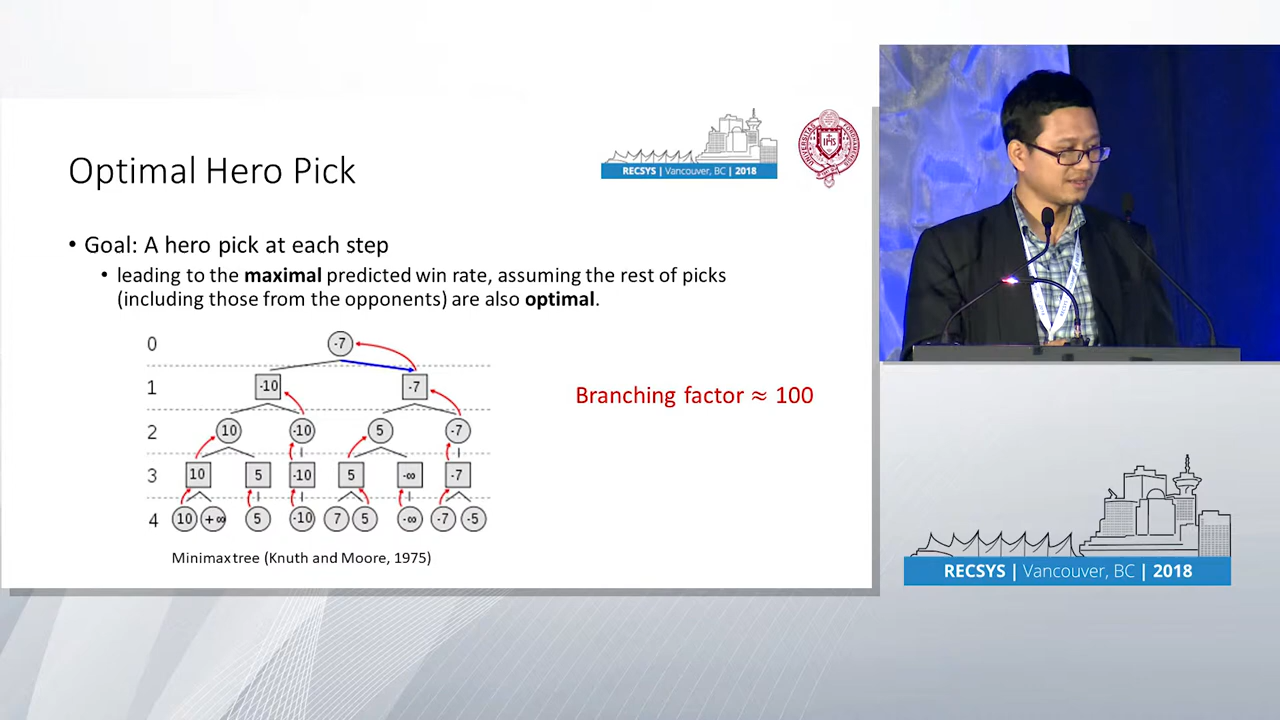 Optimal Hero Pick
RECSYS | Vancouver, BC | 2018
• Goal: A hero pick at each step
• leading to the maximal predicted win rate, assuming the rest of picks
(including those from the opponents) are also optimal.
0
-7
1
-10 -7
2
10 -10 5 -7
3
10 5 -10 5 -∞ -7
4
10 +∞ 5 -10 7 5 -∞ -7 -5
Branching factor ≈ 100
Minimax tree (Knuth and Moore, 1975)
RECSYS | Vancouver, BC | 2018